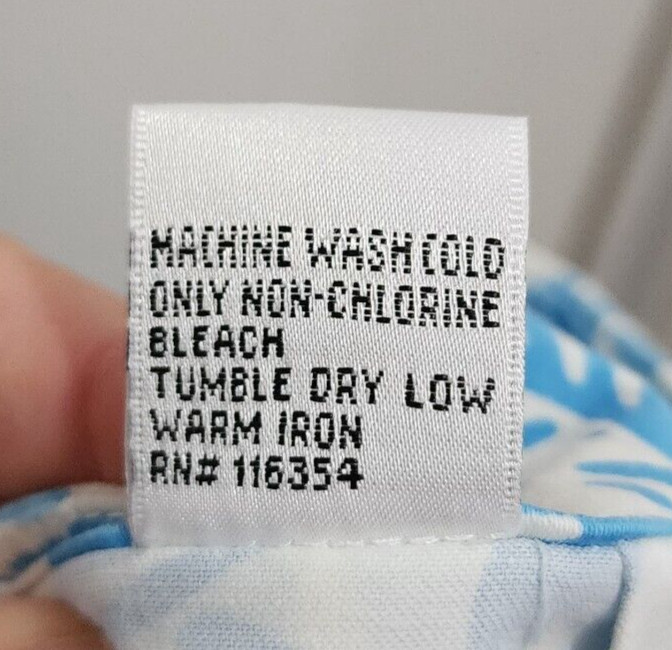 MACHINE WASH COLD
ONLY NON-CHLORINE
BLEACH
TUMBLE DRY LOW
WARM IRON
RN# 116354